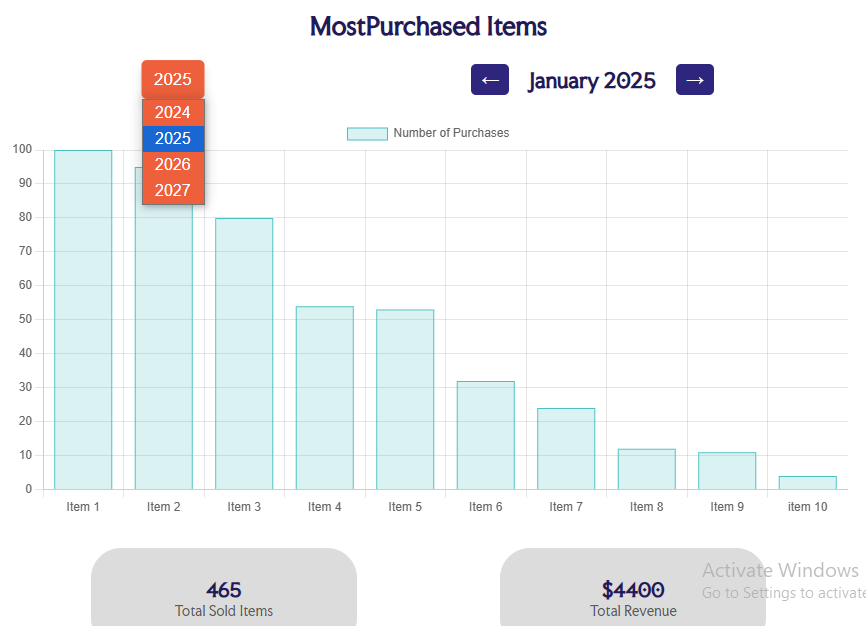 MostPurchased Items
2025
← January 2025 →
2024
2025
2026
2027
Number of Purchases
100
90
80
70
60
50
40
30
20
10
0
Item 1 Item 2 Item 3 Item 4 Item 5 Item 6 Item 7 Item 8 Item 9 item 10
465
Total Sold Items
$4400
Total Revenue
Activate Windows
Go to Settings to activate